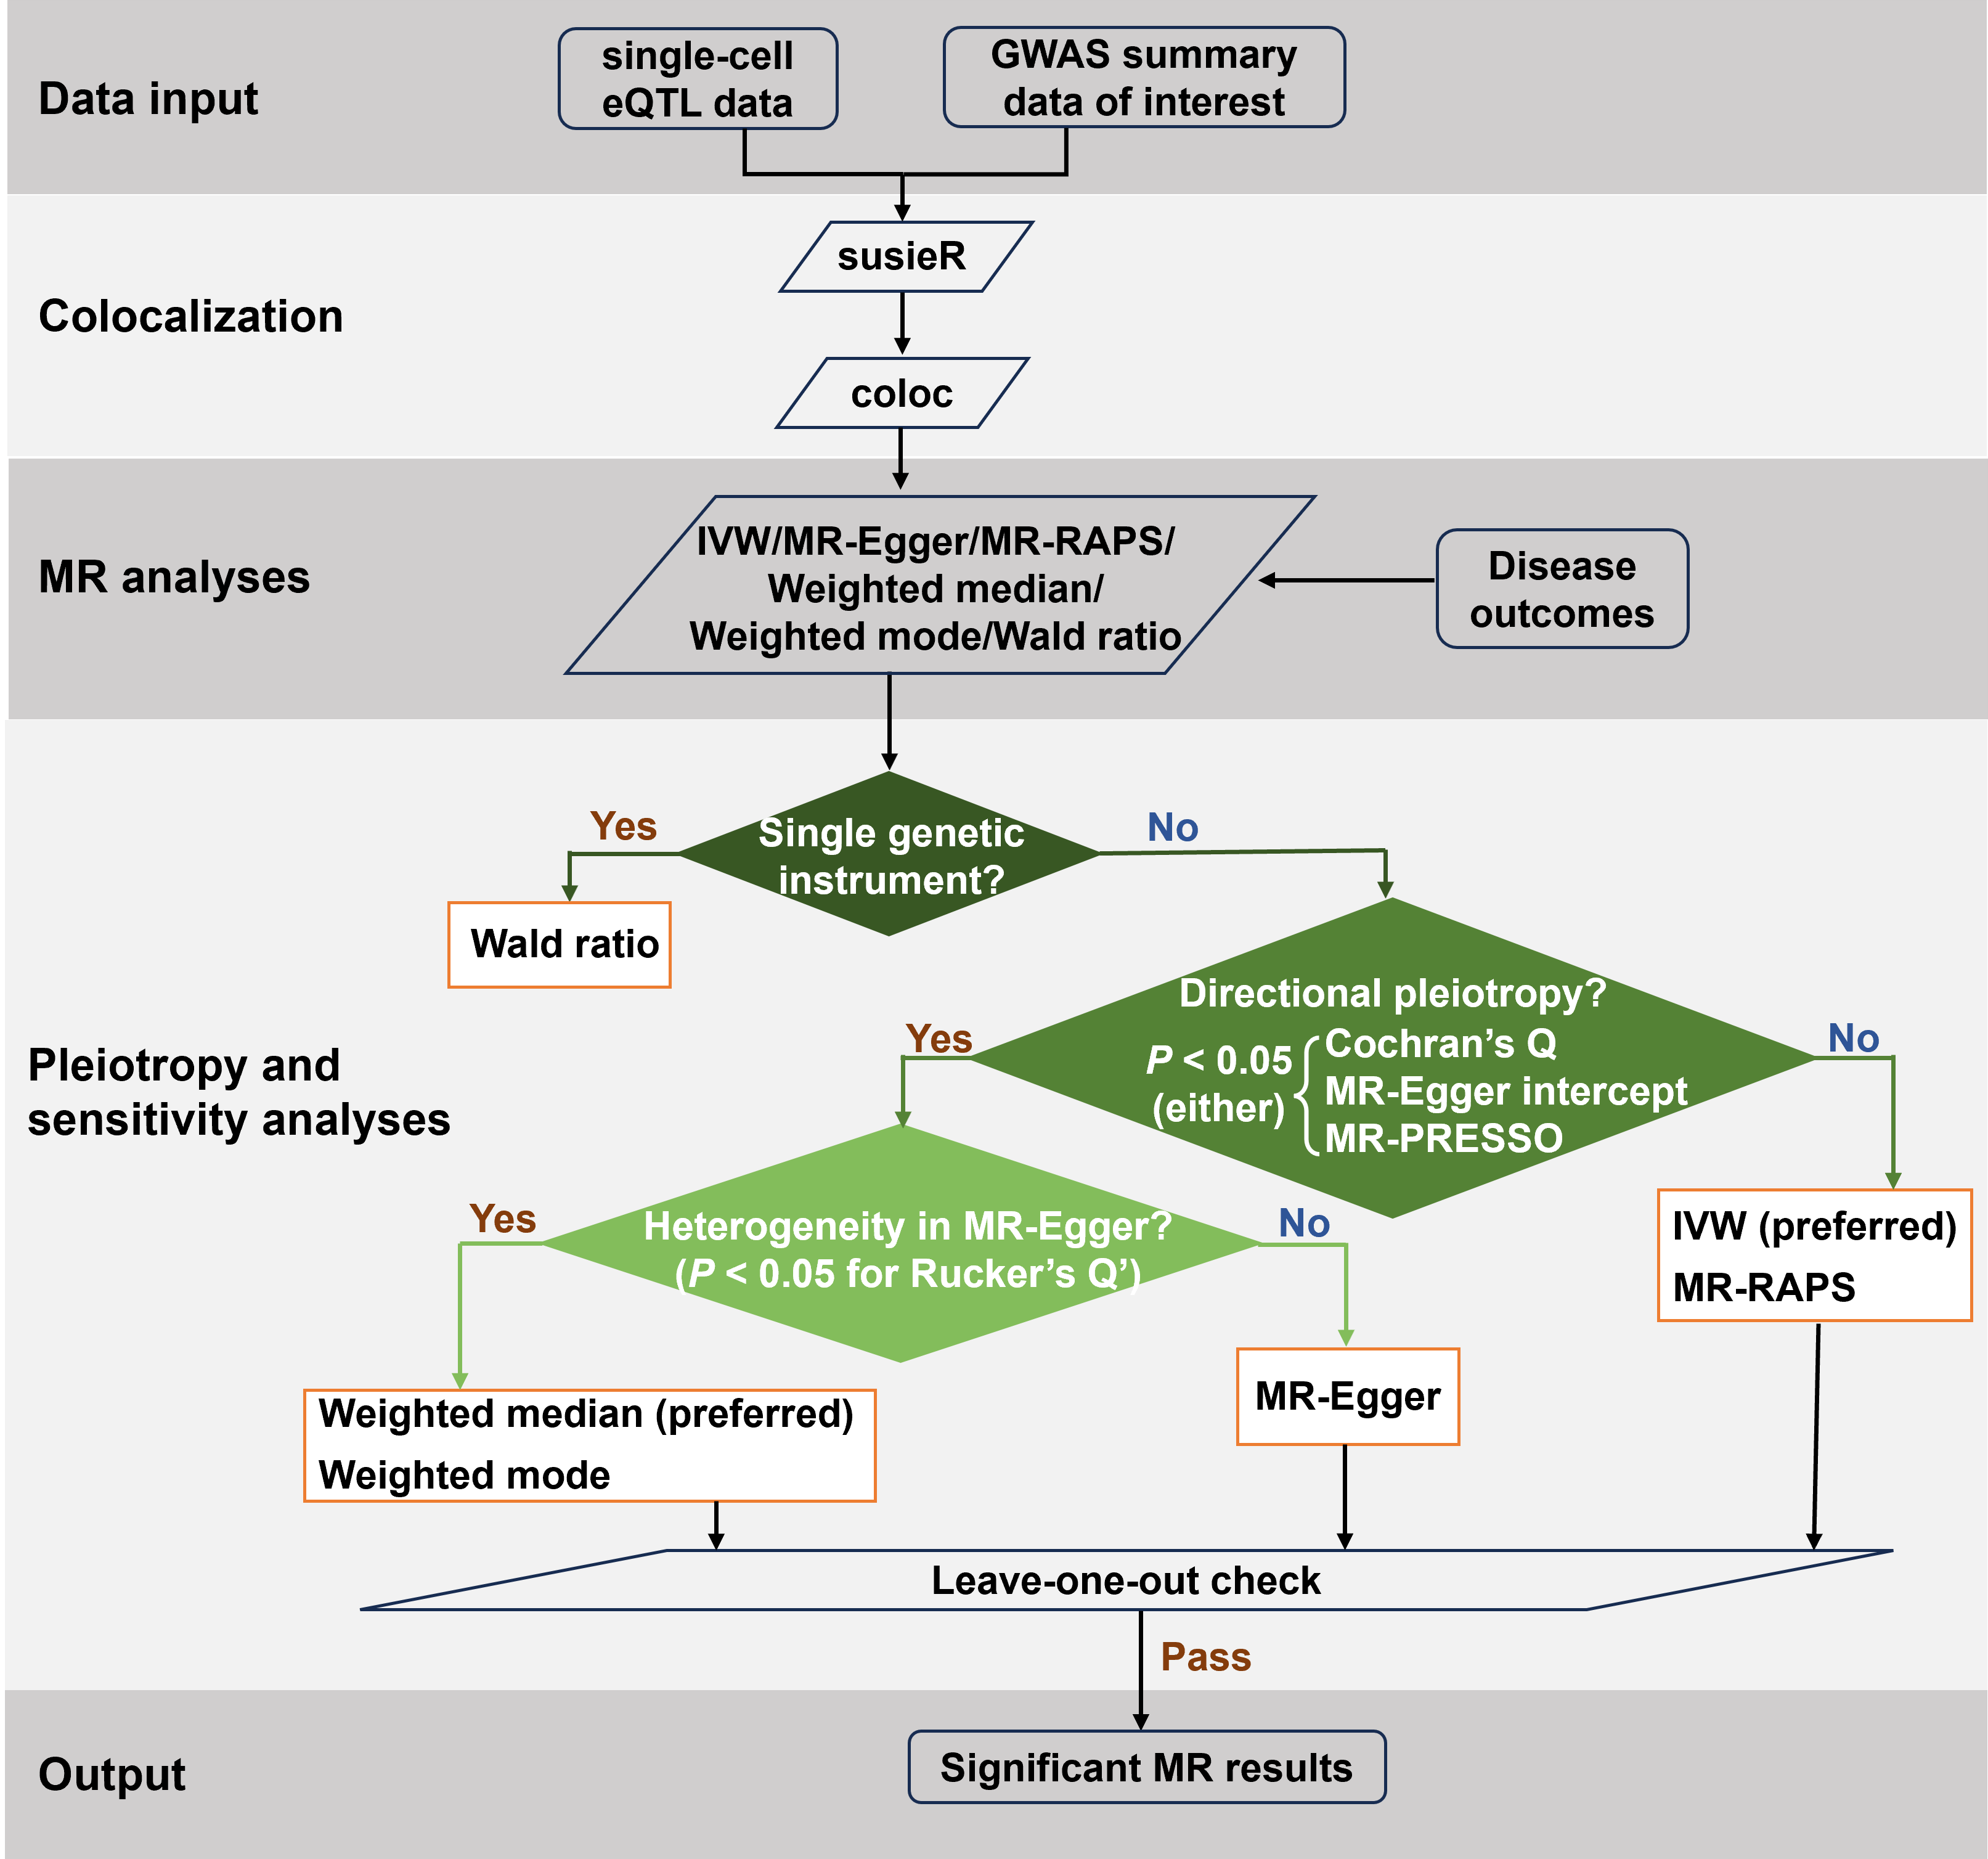 Data input
single-cell
eQTL data
GWAS summary
data of interest
Colocalization
susieR
coloc
MR analyses
IVW/MR-Egger/MR-RAPS/
Weighted median/
Weighted mode/Wald ratio
Disease
outcomes
Pleiotropy and
sensitivity analyses
Single genetic
instrument?
Yes
No
Wald ratio
Directional pleiotropy?
P < 0.05
(either)
Cochran’s Q
MR-Egger intercept
MR-PRESSO
Yes
No
Heterogeneity in MR-Egger?
(P < 0.05 for Rucker’s Q’)
Yes
No
IVW (preferred)
MR-RAPS
MR-Egger
Weighted median (preferred)
Weighted mode
Leave-one-out check
Pass
Output
Significant MR results